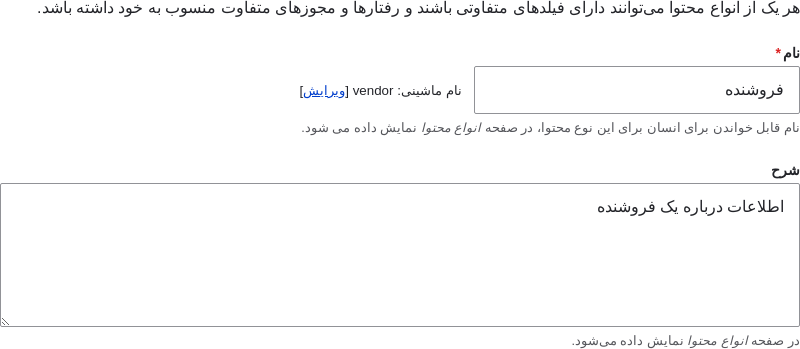 هر یک از انواع محتوا می‌توانند دارای فیلدهای متفاوتی باشند و رفتارها و مجوزهای متفاوت منسوب به خود داشته باشد.
نام *
فروشنده
نام ماشینی: vendor [ویرایش]
نام قابل خواندن برای انسان برای این نوع محتوا، در صفحه انواع محتوا نمایش داده می شود.
شرح
اطلاعات درباره یک فروشنده
در صفحه انواع محتوا نمایش داده می‌شود.